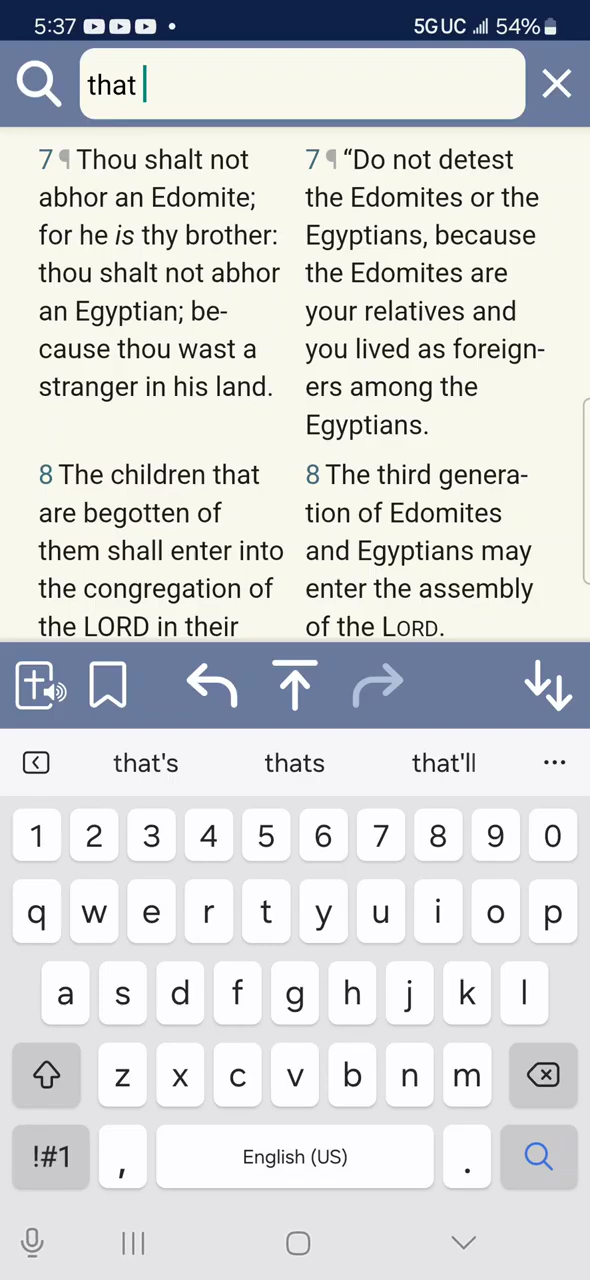 5:37
5GUC 54%
that
7 ¶ Thou shalt not
abhor an Edomite;
for he is thy brother:
thou shalt not abhor
an Egyptian; be-
cause thou wast a
stranger in his land.
7 ¶ “Do not detest
the Edomites or the
Egyptians, because
the Edomites are
your relatives and
you lived as foreign-
ers among the
Egyptians.
8 The children that
are begotten of
them shall enter into
the congregation of
the LORD in their
8 The third genera-
tion of Edomites
and Egyptians may
enter the assembly
of the LORD.
that's thats that'll ...
1 2 3 4 5 6 7 8 9 0
q w e r t y u i o p
a s d f g h j k l
z x c v b n m
!#1 , English (US) .